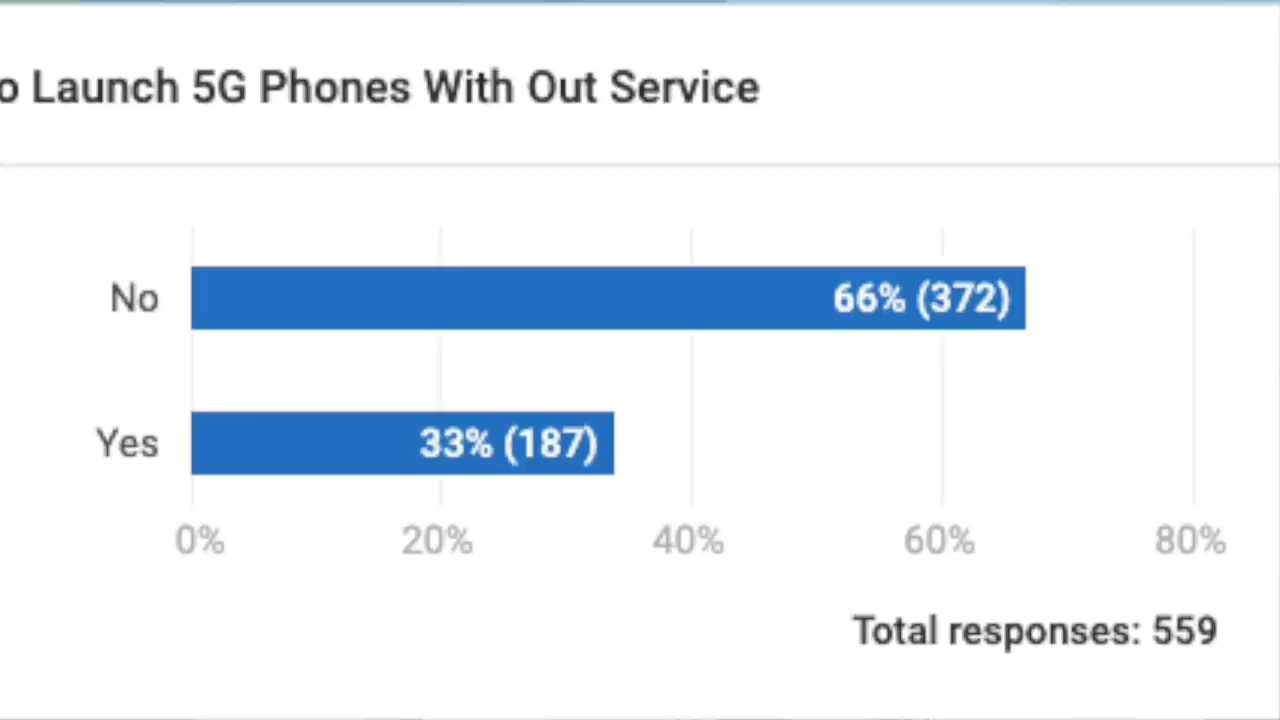 o Launch 5G Phones With Out Service
No 66% (372)
Yes 33% (187)
0% 20% 40% 60% 80%
Total responses: 559